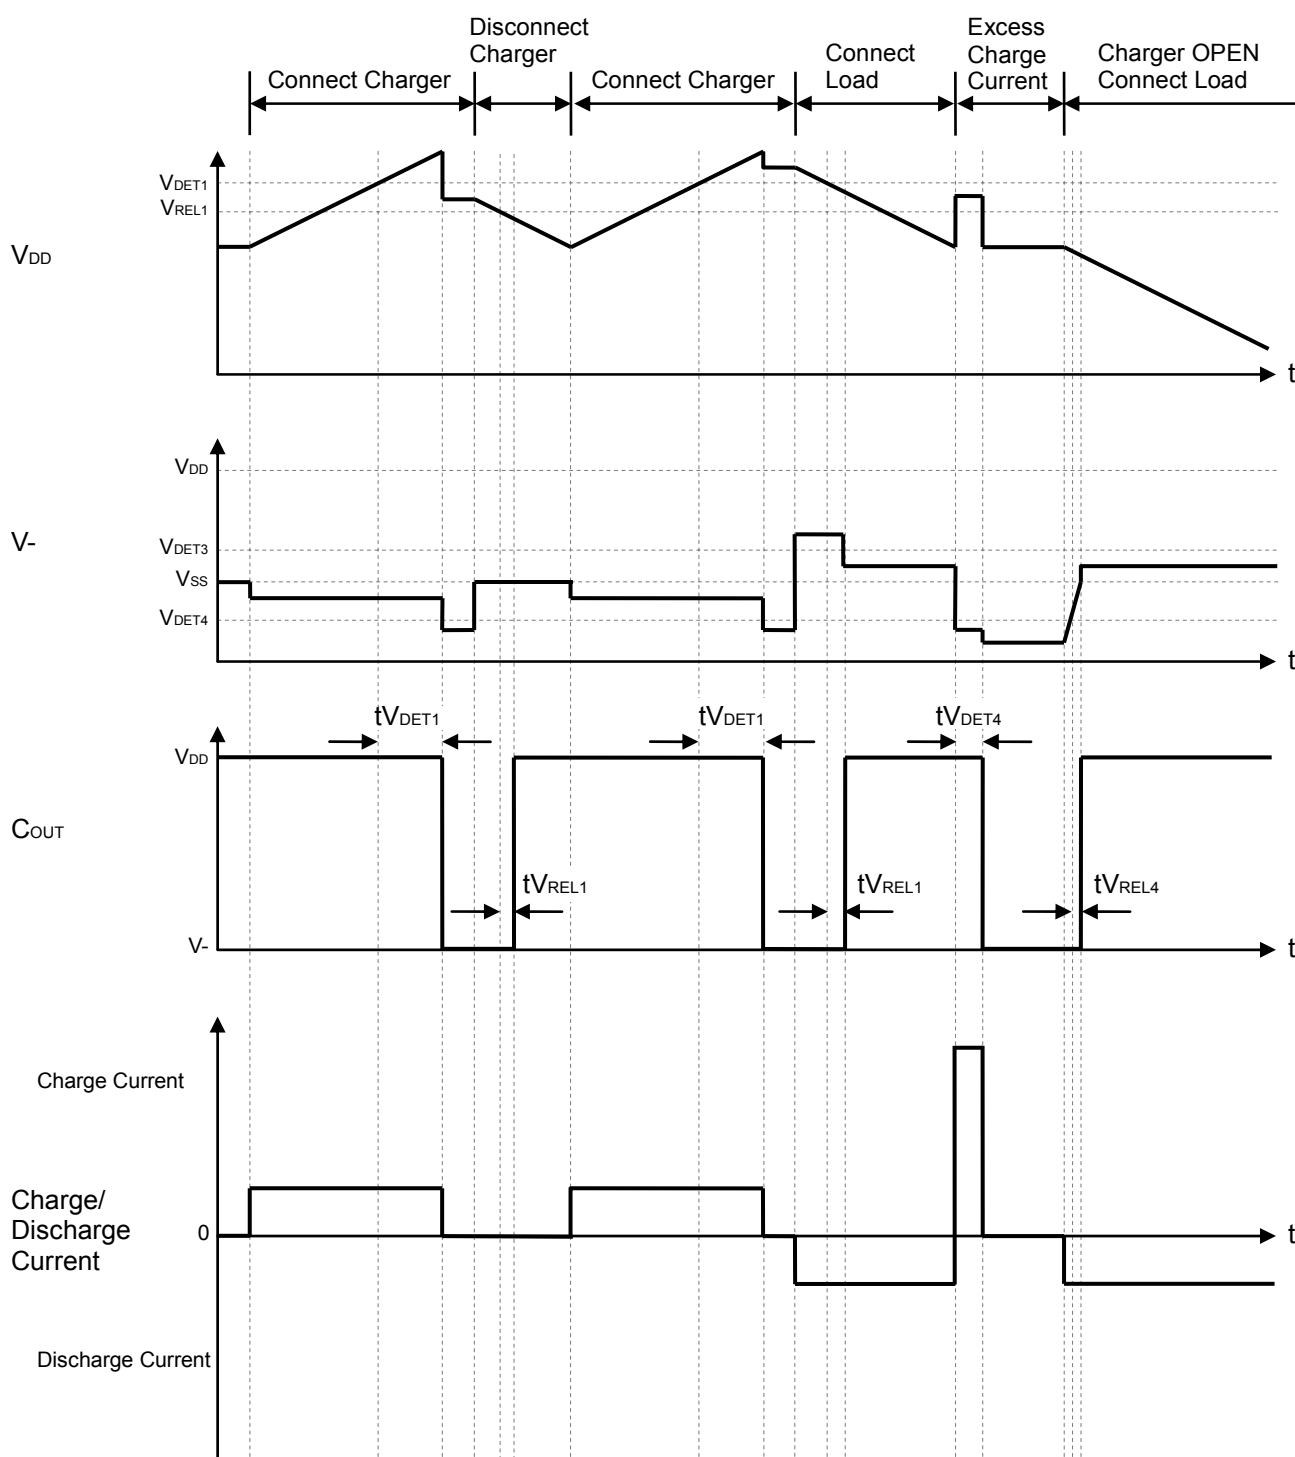 Disconnect
Charger
Excess
Charge
Current
Connect Charger
Connect Charger
Connect
Load
Charger OPEN
Connect Load
VDET1
VREL1
VDD
t
VDD
V-
VDET3
VSS
VDET4
t
tVDET1
tVDET1
tVDET4
VDD
COUT
tVREL1
tVREL1
tVREL4
V-
t
Charge Current
Charge/
Discharge
Current
0
t
Discharge Current